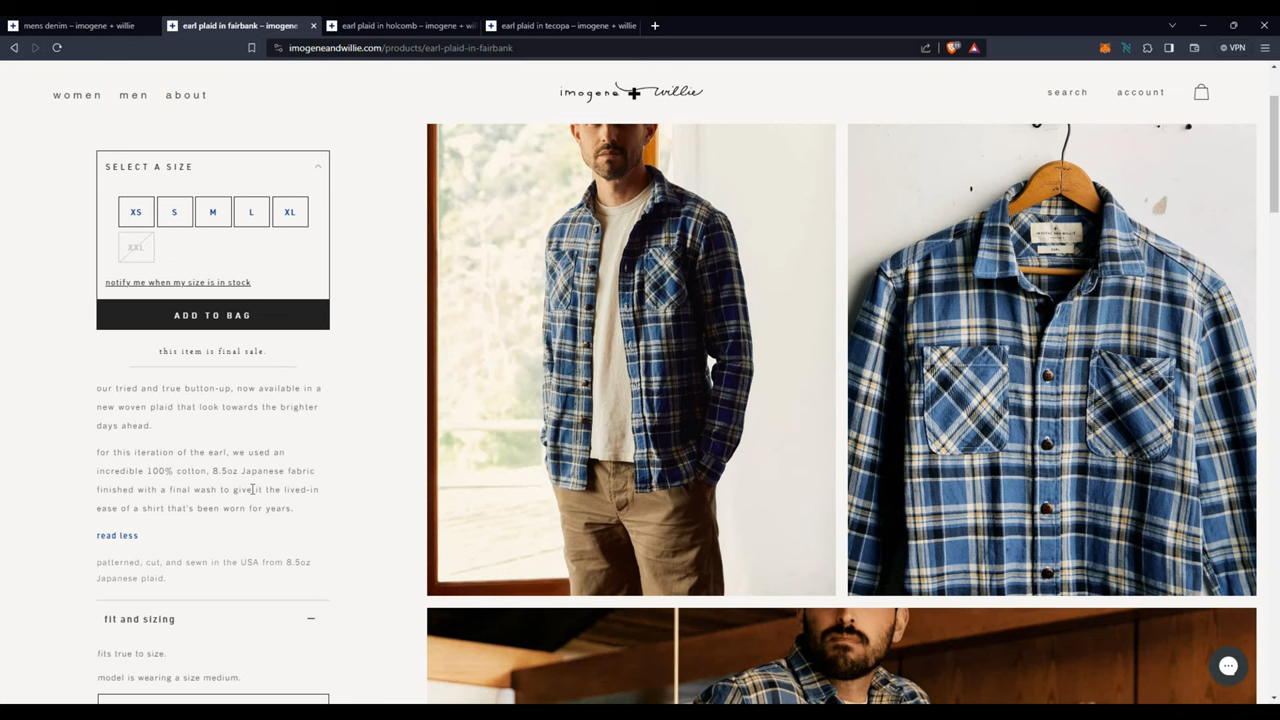 mens denim – imogene + willie
earl plaid in fairbank – imogene
earl plaid in holcomb – imogene + wil
earl plaid in tecopa – imogene + willie
imogeneandwillie.com/products/earl-plaid-in-fairbank
VPN
women men about
imogene + willie
search account
SELECT A SIZE
XS S M L XL
XXL
notify me when my size is in stock
ADD TO BAG
this item is final sale.
our tried and true button-up, now available in a
new woven plaid that look towards the brighter
days ahead.
for this iteration of the earl, we used an
incredible 100% cotton, 8.5oz Japanese fabric
finished with a final wash to give it the lived-in
ease of a shirt that's been worn for years.
read less
patterned, cut, and sewn in the USA from 8.5oz
Japanese plaid.
fit and sizing
fits true to size.
model is wearing a size medium.
IMOGENE AND WILLIE
EARL